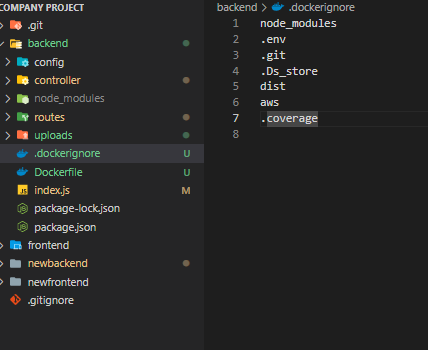 COMPANY PROJECT
.git
backend
config
controller
node_modules
routes
uploads
.dockerignore U
Dockerfile U
index.js M
package-lock.json
package.json
frontend
newbackend
newfrontend
.gitignore
backend > .dockerignore
1 node_modules
2 .env
3 .git
4 .Ds_store
5 dist
6 aws
7 .coverage
8